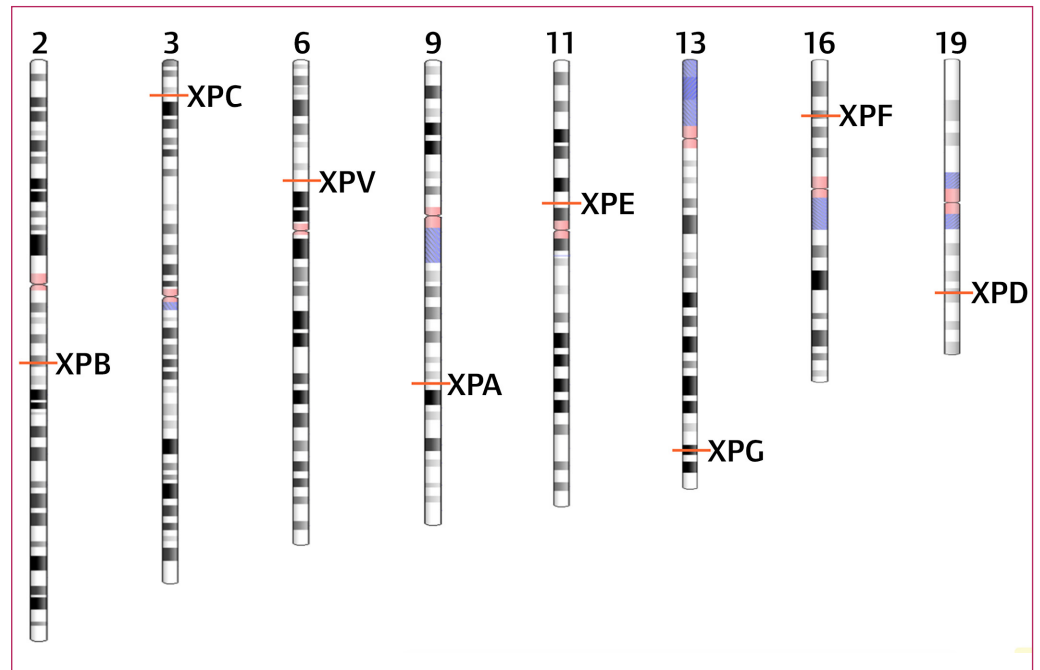 2 3 6 9 11 13 16 19
XPC
XPF
XPV
XPE
XPD
XPB
XPA
XPG